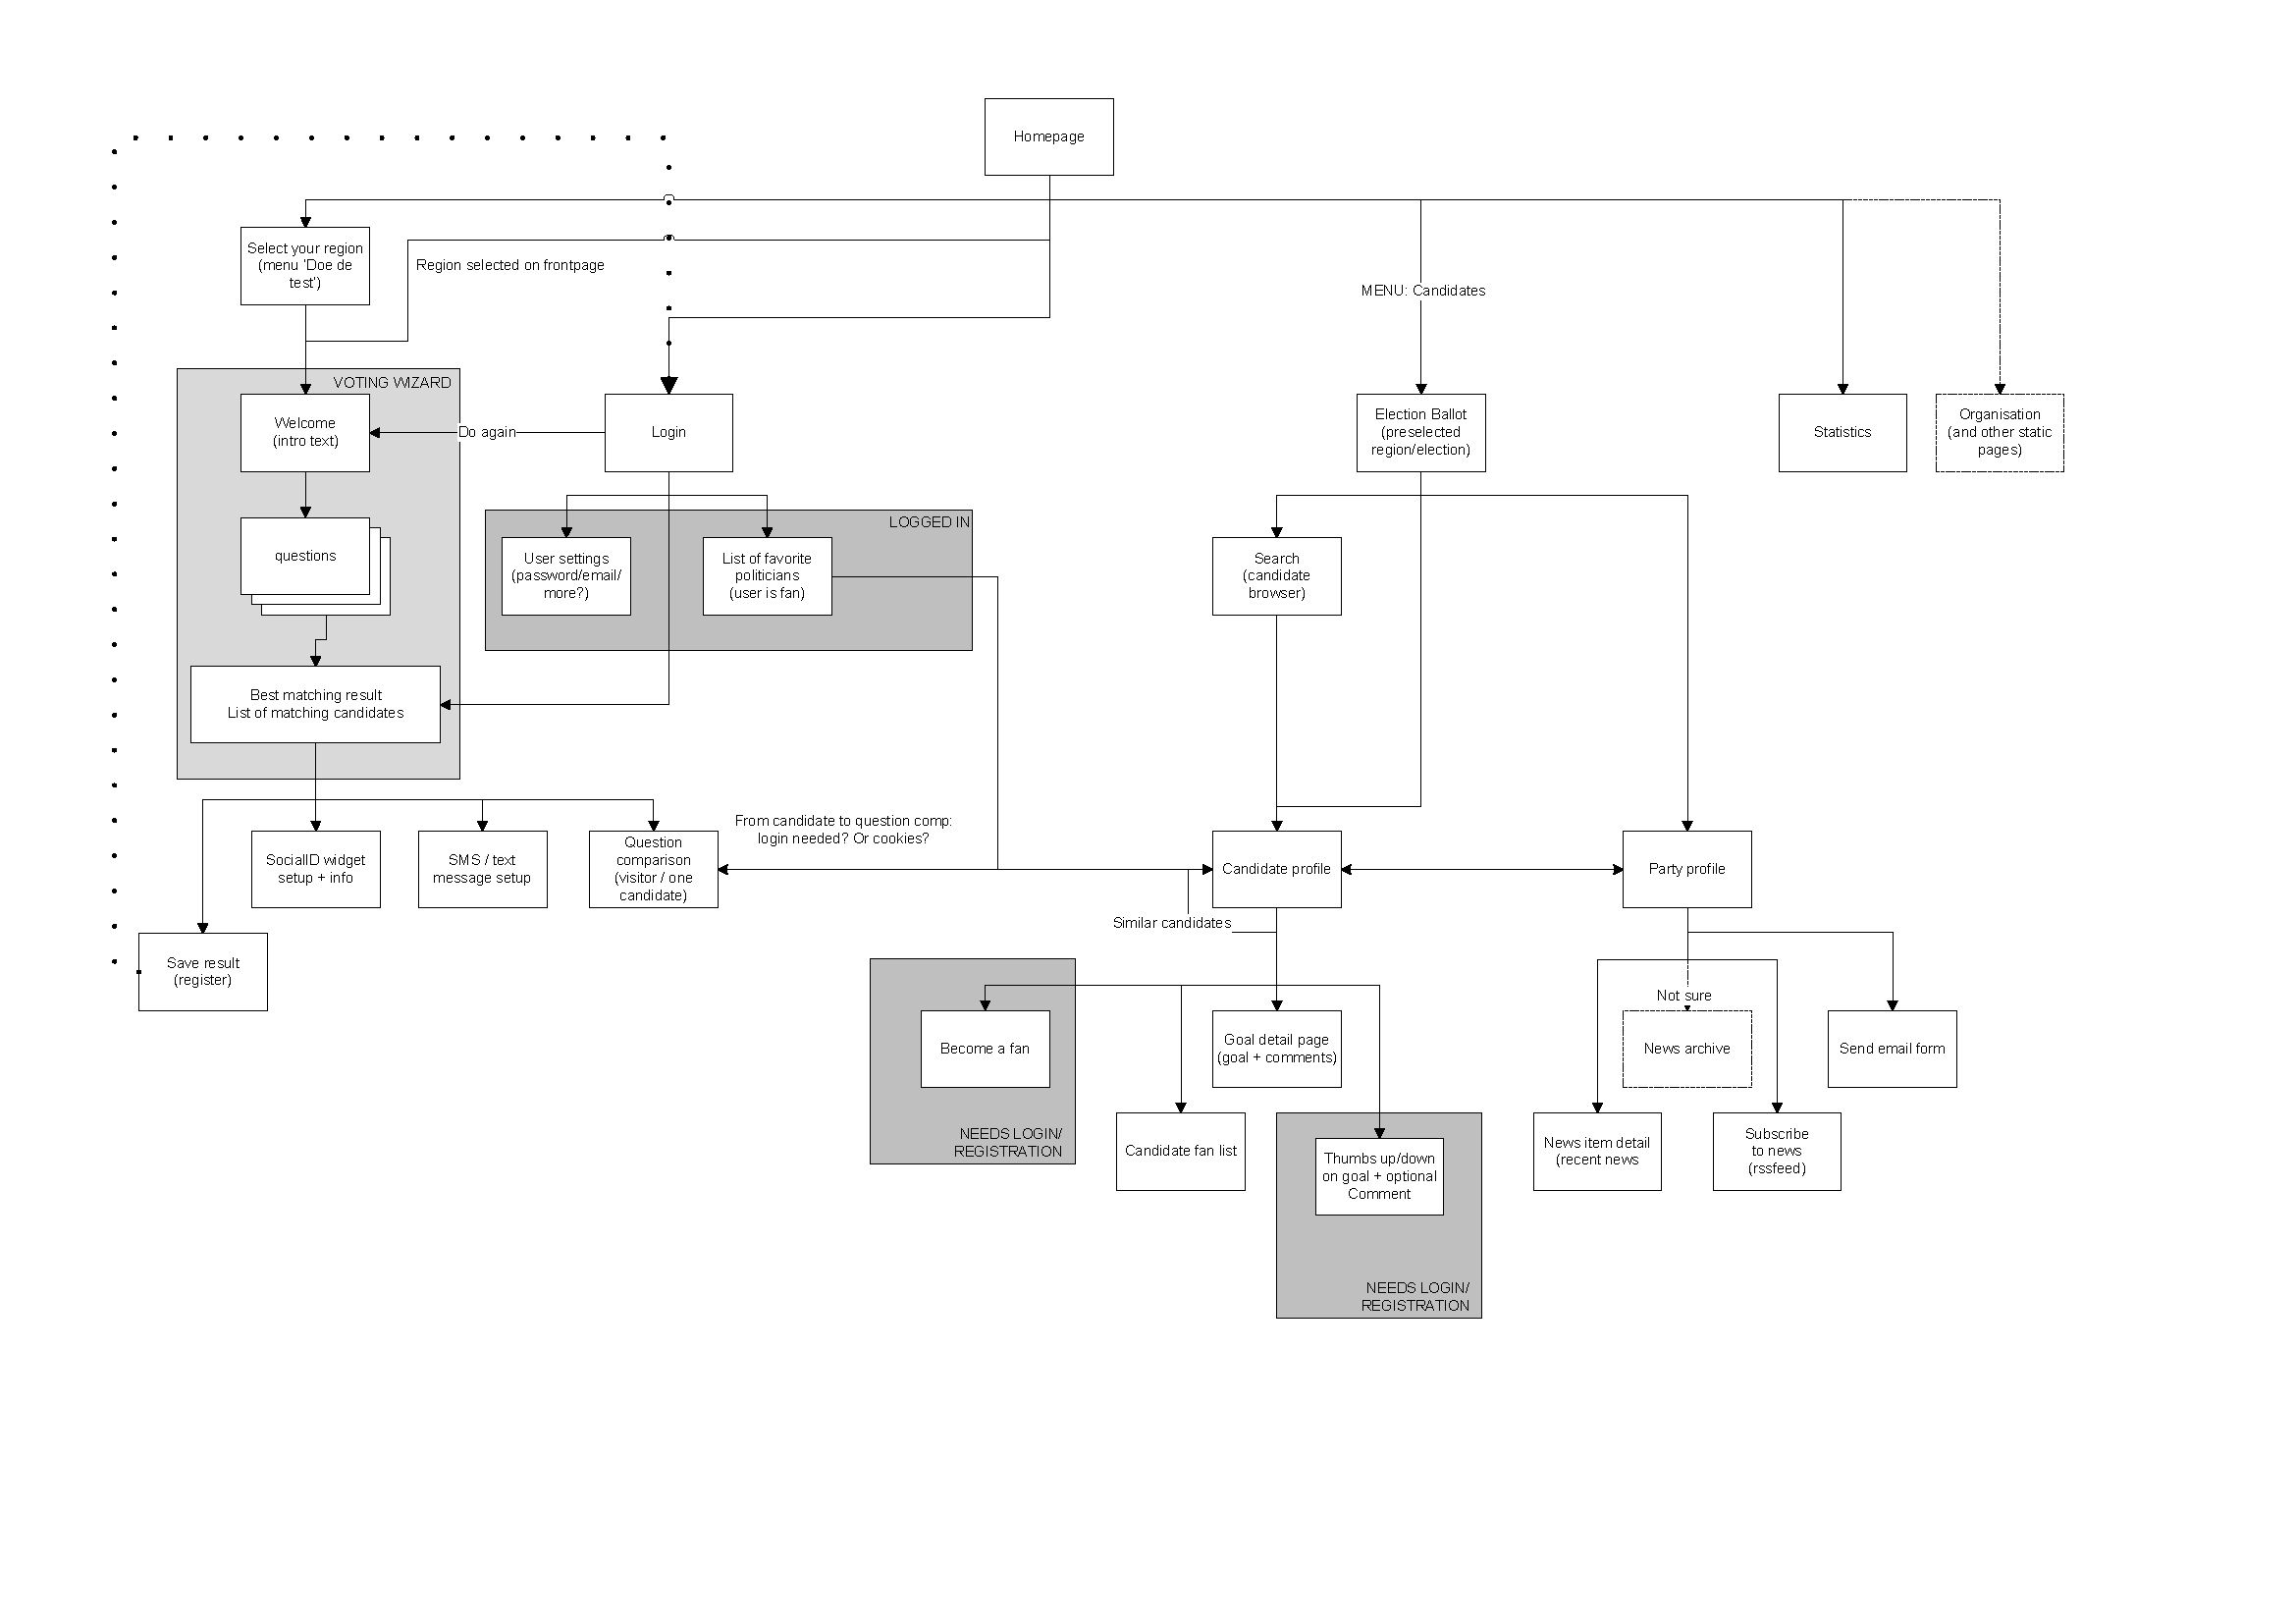 Homepage
Select your region
(menu 'Doe de
test')
Region selected on frontpage
MENU: Candidates
VOTING WIZARD
Welcome
(intro text)
Do again
Login
Election Ballot
(preselected
region/election)
Statistics
Organisation
(and other static
pages)
questions
LOGGED IN
User settings
(password/email/
more?)
List of favorite
politicians
(user is fan)
Search
(candidate
browser)
Best matching result
List of matching candidates
SocialID widget
setup + info
SMS / text
message setup
Question
comparison
(visitor / one
candidate)
From candidate to question comp:
login needed? Or cookies?
Candidate profile
Party profile
Similar candidates
Save result
(register)
Not sure
Become a fan
NEEDS LOGIN/
REGISTRATION
Goal detail page
(goal + comments)
News archive
Send email form
Candidate fan list
Thumbs up/down
on goal + optional
Comment
NEEDS LOGIN/
REGISTRATION
News item detail
(recent news
Subscribe
to news
(rssfeed)